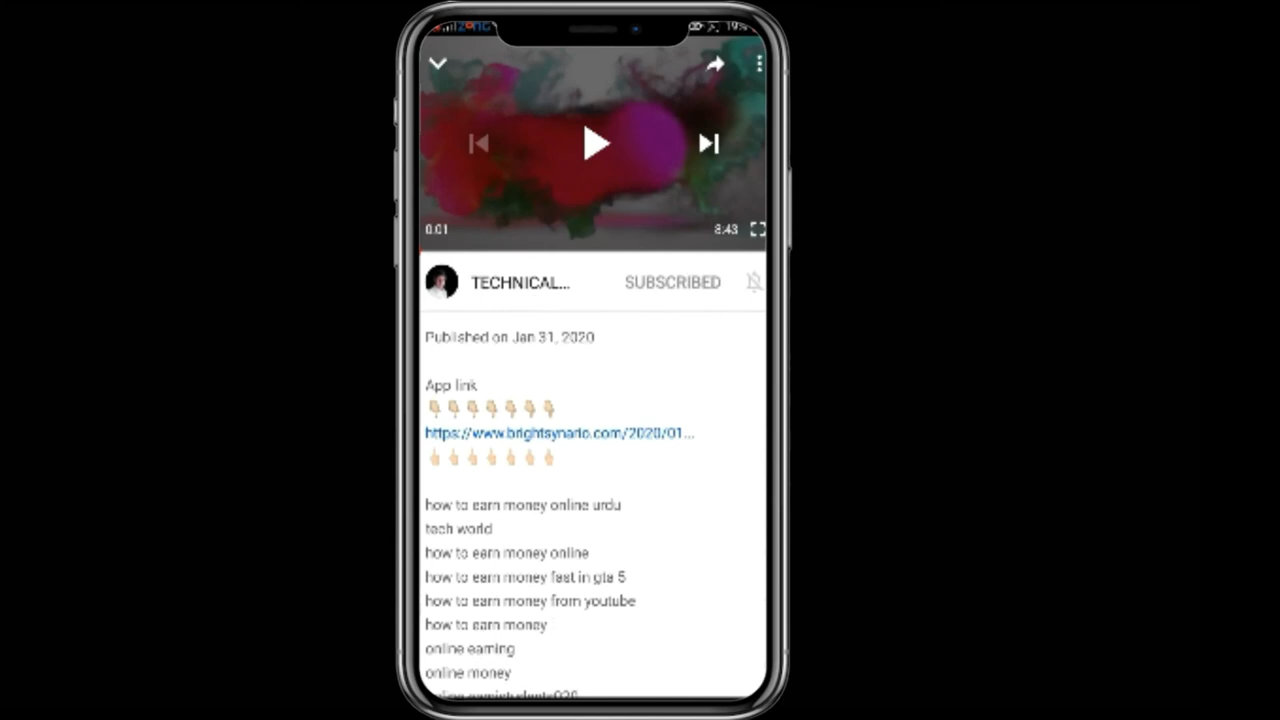 ZONG
19%
0:01
8:43
TECHNICAL...
SUBSCRIBED
Published on Jan 31, 2020
App link
👇🏻👇🏻👇🏻👇🏻👇🏻👇🏻👇🏻
https://www.brightsynario.com/2020/01...
👆🏻👆🏻👆🏻👆🏻👆🏻👆🏻👆🏻
how to earn money online urdu
tech world
how to earn money online
how to earn money fast in gta 5
how to earn money from youtube
how to earn money
online earning
online money